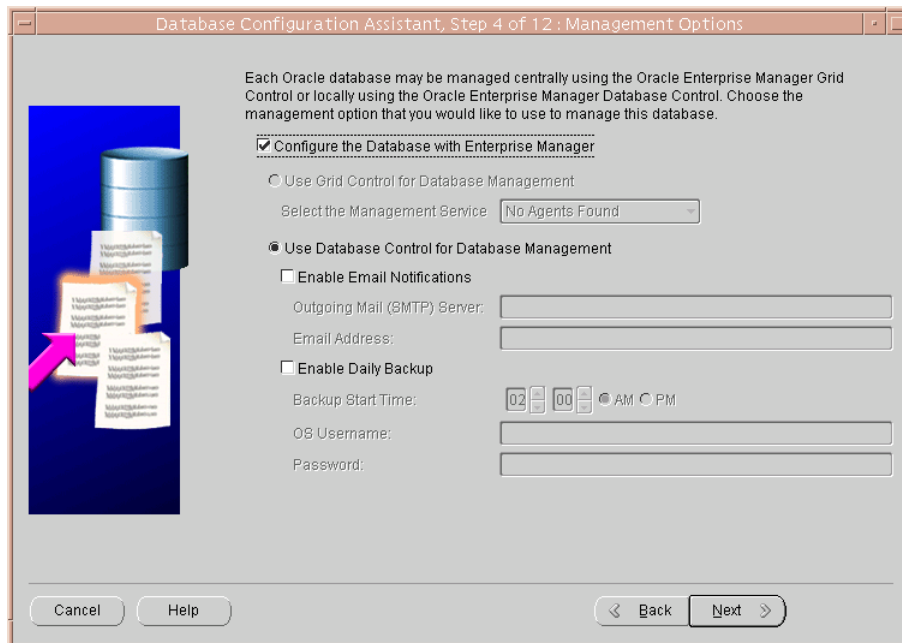 Database Configuration Assistant, Step 4 of 12 : Management Options
Each Oracle database may be managed centrally using the Oracle Enterprise Manager Grid
Control or locally using the Oracle Enterprise Manager Database Control. Choose the
management option that you would like to use to manage this database.
Configure the Database with Enterprise Manager
Use Grid Control for Database Management
Select the Management Service No Agents Found
Use Database Control for Database Management
Enable Email Notifications
Outgoing Mail (SMTP) Server:
Email Address:
Enable Daily Backup
Backup Start Time: 02 00 AM PM
OS Username:
Password:
Cancel Help Back Next